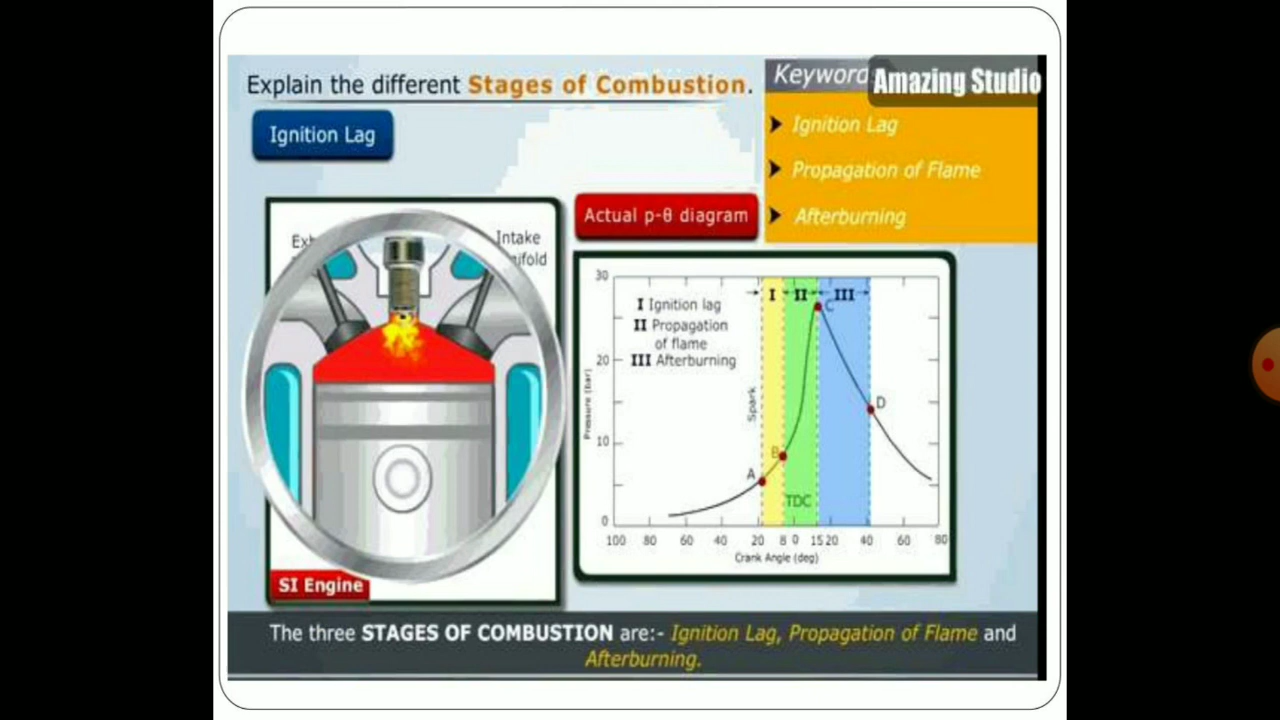 Explain the different Stages of Combustion.
Keyword
Amazing Studio
Ignition Lag
Ignition Lag
Propagation of Flame
Afterburning
Actual p-θ diagram
Intake
SI Engine
30
20
10
0
Pressure (bar)
I Ignition lag
II Propagation
of flame
III Afterburning
I II III
Spark
A
B
C
D
TDC
100 80 60 40 20 8 0 15 20 40 60 80
Crank Angle (deg)
The three STAGES OF COMBUSTION are:- Ignition Lag, Propagation of Flame and
Afterburning.